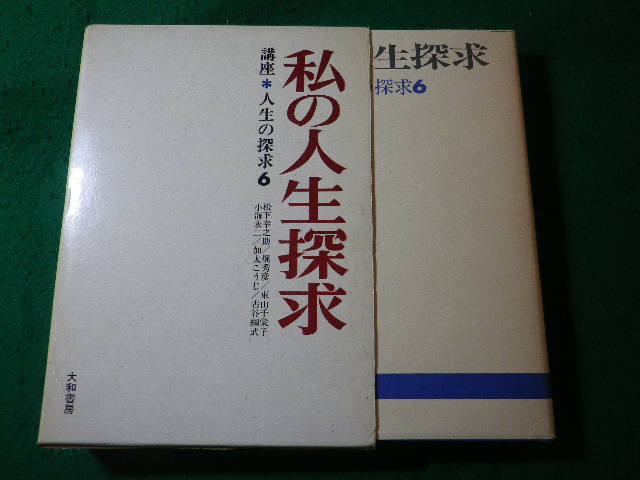 私の人生探求
講座*人生の探求6
松下幸之助/堀秀彦/東山千栄子
小海永二/加太こうじ/古谷綱武
大和書房
生探求
探求6